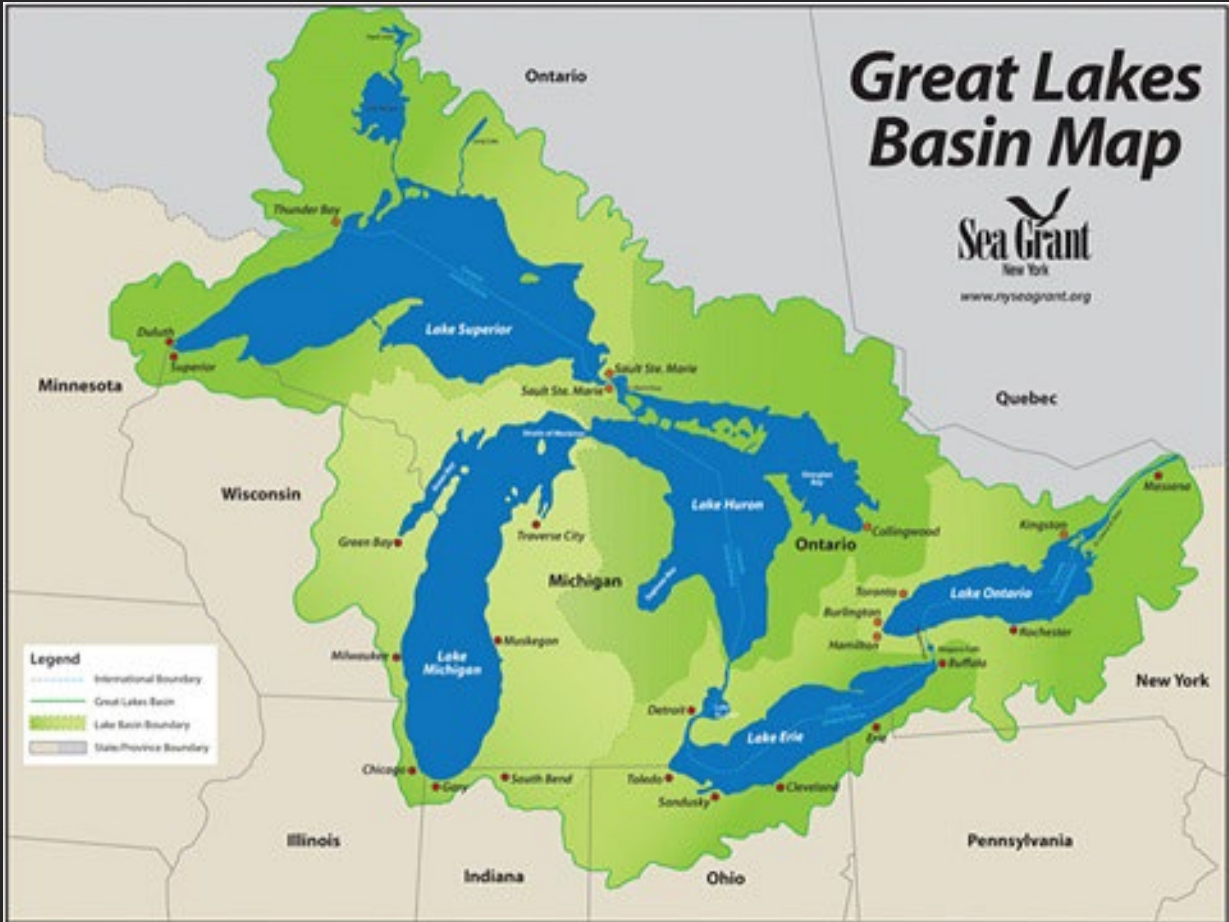 Great Lakes
Basin Map
Sea Grant
New York
www.nyseagrant.org
Ontario
Thunder Bay
Lake Superior
Duluth
Superior
Minnesota
Sault Ste. Marie
Sault Ste. Marie
Quebec
Wisconsin
Green Bay
Traverse City
Lake Huron
Georgian
Bay
Collingwood
Ontario
Kingston
Massena
Michigan
Saginaw Bay
Toronto
Lake Ontario
Burlington
Hamilton
Rochester
Buffalo
New York
Muskegon
Milwaukee
Lake
Michigan
Detroit
Lake Erie
Erie
Chicago
Gary
South Bend
Toledo
Sandusky
Cleveland
Illinois
Indiana
Ohio
Pennsylvania
Legend
International Boundary
Great Lakes Basin
Lake Basin Boundary
State/Province Boundary